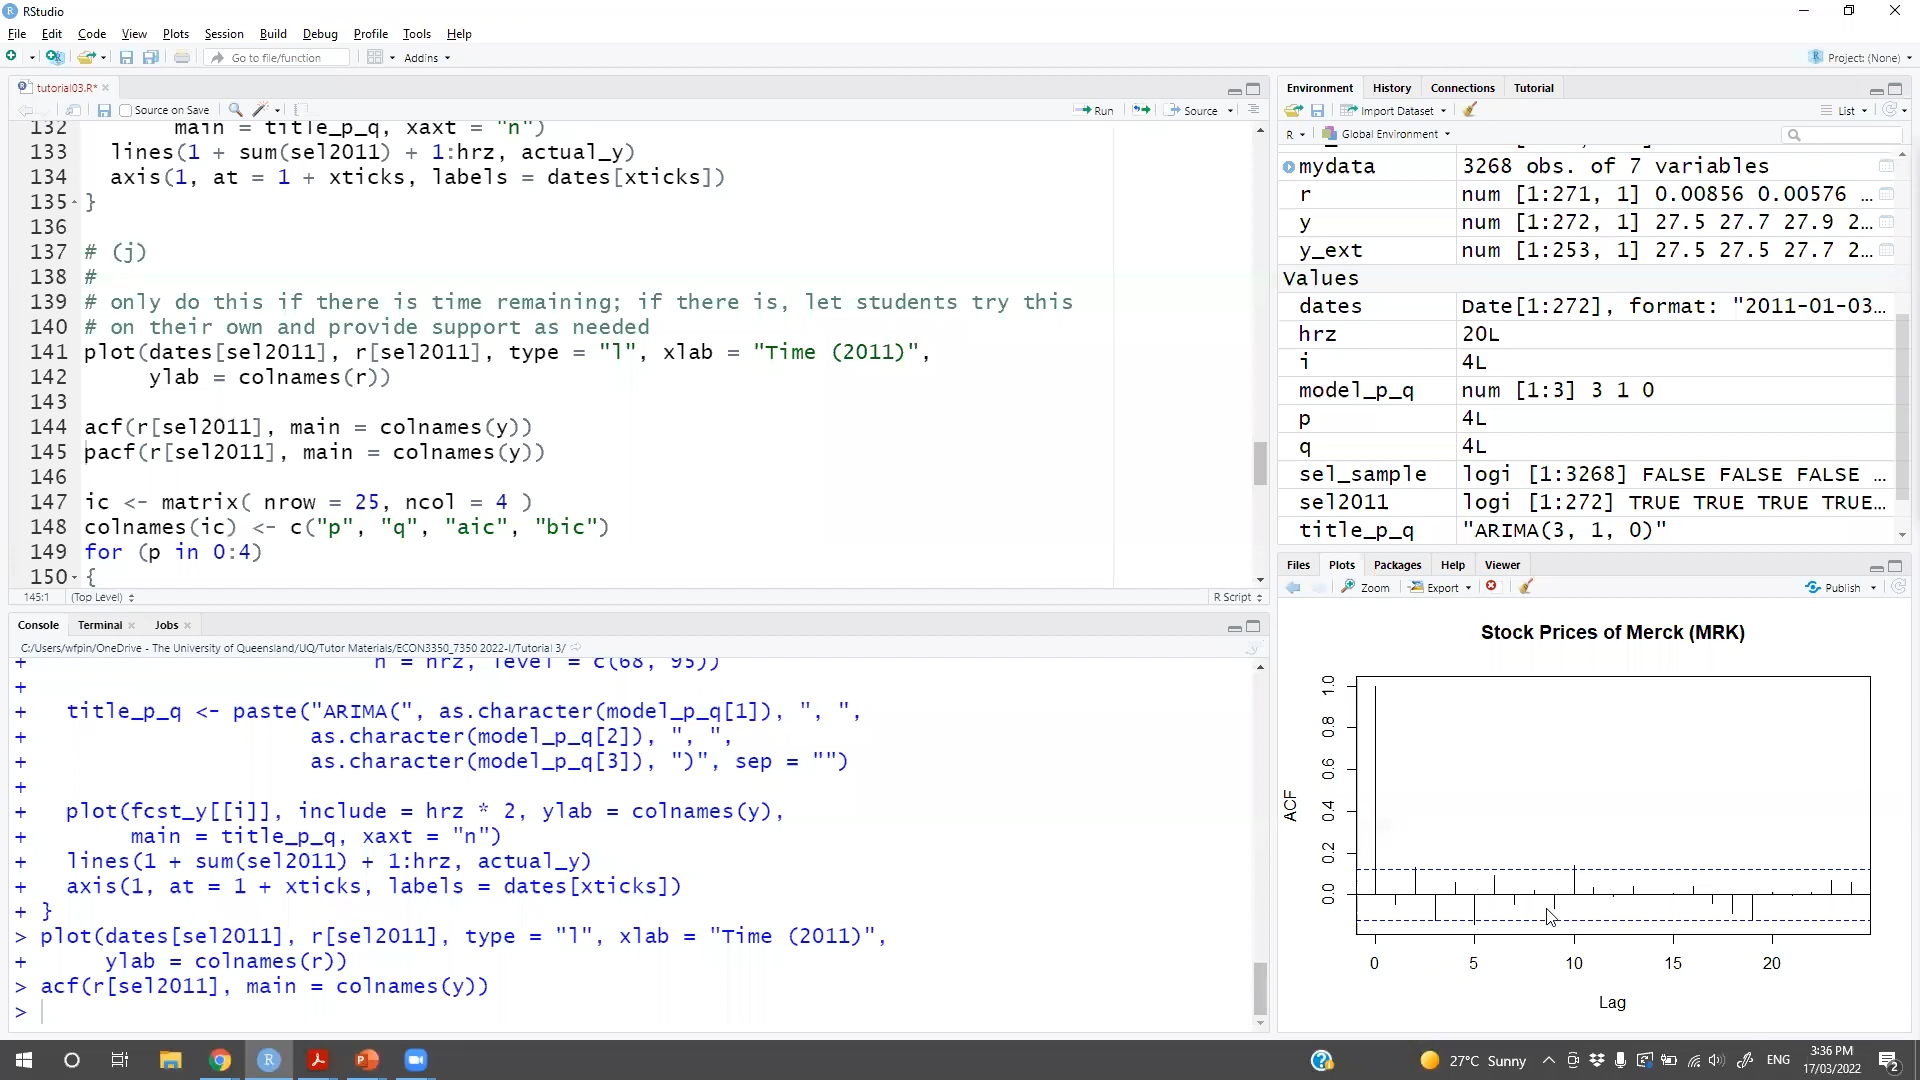 RStudio
File Edit Code View Plots Session Build Debug Profile Tools Help
Go to file/function Addins Project: (None)
tutorial03.R*
Source on Save Run Source
132 main = title_p_q, xaxt = "n")
133 lines(1 + sum(sel2011) + 1:hrz, actual_y)
134 axis(1, at = 1 + xticks, labels = dates[xticks])
135 }
136
137 # (j)
138 #
139 # only do this if there is time remaining; if there is, let students try this
140 # on their own and provide support as needed
141 plot(dates[sel2011], r[sel2011], type = "l", xlab = "Time (2011)",
142 ylab = colnames(r))
143
144 acf(r[sel2011], main = colnames(y))
145 pacf(r[sel2011], main = colnames(y))
146
147 ic <- matrix( nrow = 25, ncol = 4 )
148 colnames(ic) <- c("p", "q", "aic", "bic")
149 for (p in 0:4)
150 {
145:1 (Top Level) R Script
Console Terminal Jobs
C:/Users/wfpin/OneDrive - The University of Queensland/UQ/Tutor Materials/ECON3350_7350 2022-I/Tutorial 3/
+ h = hrz, level = c(68, 95))
+
+ title_p_q <- paste("ARIMA(", as.character(model_p_q[1]), ", ",
+ as.character(model_p_q[2]), ", ",
+ as.character(model_p_q[3]), ")", sep = "")
+
+ plot(fcst_y[[i]], include = hrz * 2, ylab = colnames(y),
+ main = title_p_q, xaxt = "n")
+ lines(1 + sum(sel2011) + 1:hrz, actual_y)
+ axis(1, at = 1 + xticks, labels = dates[xticks])
+ }
> plot(dates[sel2011], r[sel2011], type = "l", xlab = "Time (2011)",
+ ylab = colnames(r))
> acf(r[sel2011], main = colnames(y))
>
Environment History Connections Tutorial
Import Dataset List
R Global Environment
mydata 3268 obs. of 7 variables
r num [1:271, 1] 0.00856 0.00576 …
y num [1:272, 1] 27.5 27.7 27.9 2…
y_ext num [1:253, 1] 27.5 27.5 27.7 2…
Values
dates Date[1:272], format: "2011-01-03…
hrz 20L
i 4L
model_p_q num [1:3] 3 1 0
p 4L
q 4L
sel_sample logi [1:3268] FALSE FALSE FALSE …
sel2011 logi [1:272] TRUE TRUE TRUE TRUE…
title_p_q "ARIMA(3, 1, 0)"
Files Plots Packages Help Viewer
Zoom Export Publish
Stock Prices of Merck (MRK)
ACF
1.0
0.8
0.6
0.4
0.2
0.0
0 5 10 15 20
Lag
27°C Sunny ENG 3:36 PM
17/03/2022
2